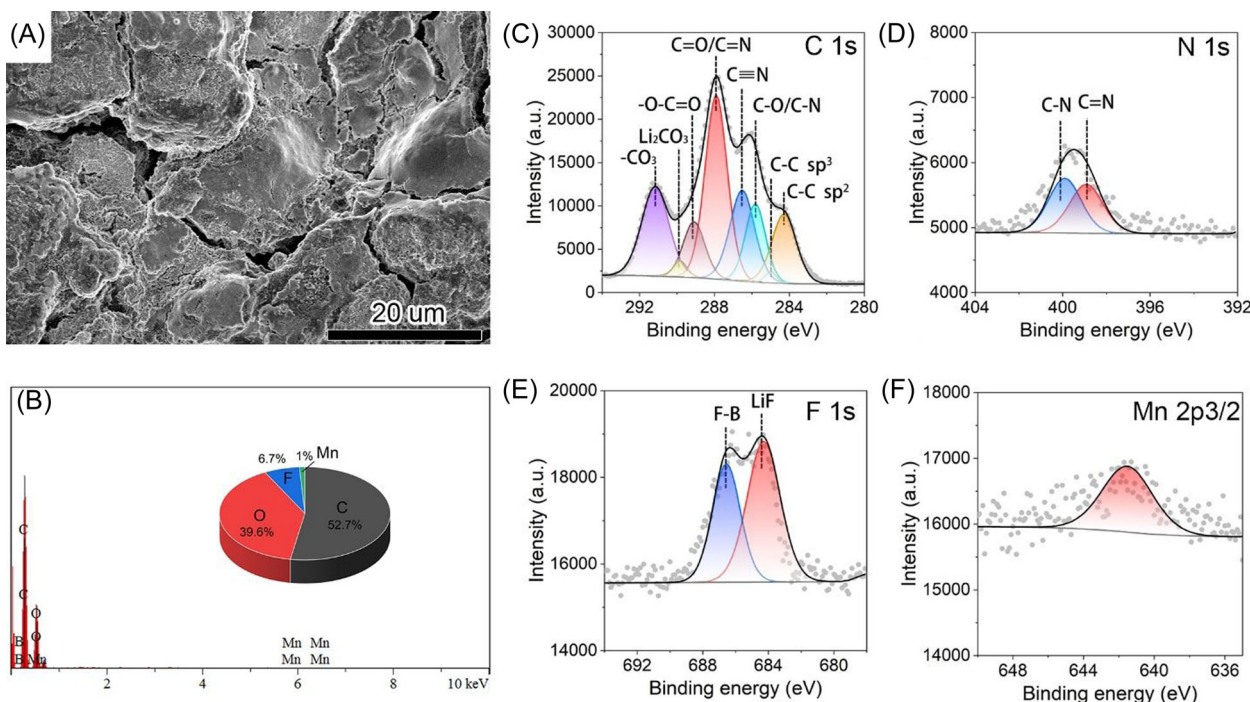 (A)
20 um
(B)
Mn
1%
6.7%
F
O
39.6%
C
52.7%
C
C
O
O
B
B
Mn
Mn Mn
Mn Mn
2 4 6 8 10 keV
(C)
C 1s
C=O/C=N
C≡N
-O-C=O
C-O/C-N
Li₂CO₃
-CO₃
C-C sp³
C-C sp²
30000
25000
20000
15000
10000
5000
0
Intensity (a.u.)
292 288 284 280
Binding energy (eV)
(D)
N 1s
C-N C=N
8000
7000
6000
5000
4000
Intensity (a.u.)
404 400 396 392
Binding energy (eV)
(E)
F 1s
F-B LiF
20000
18000
16000
14000
Intensity (a.u.)
692 688 684 680
Binding energy (eV)
(F)
Mn 2p3/2
18000
17000
16000
15000
14000
Intensity (a.u.)
648 644 640 636
Binding energy (eV)